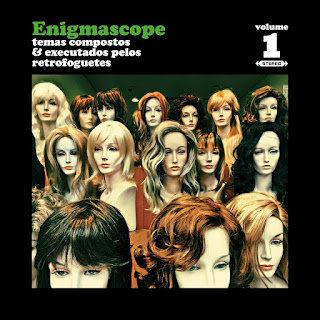 Enigmascope
temas compostos
& executados pelos
retrofoguetes
volume
1
STEREO